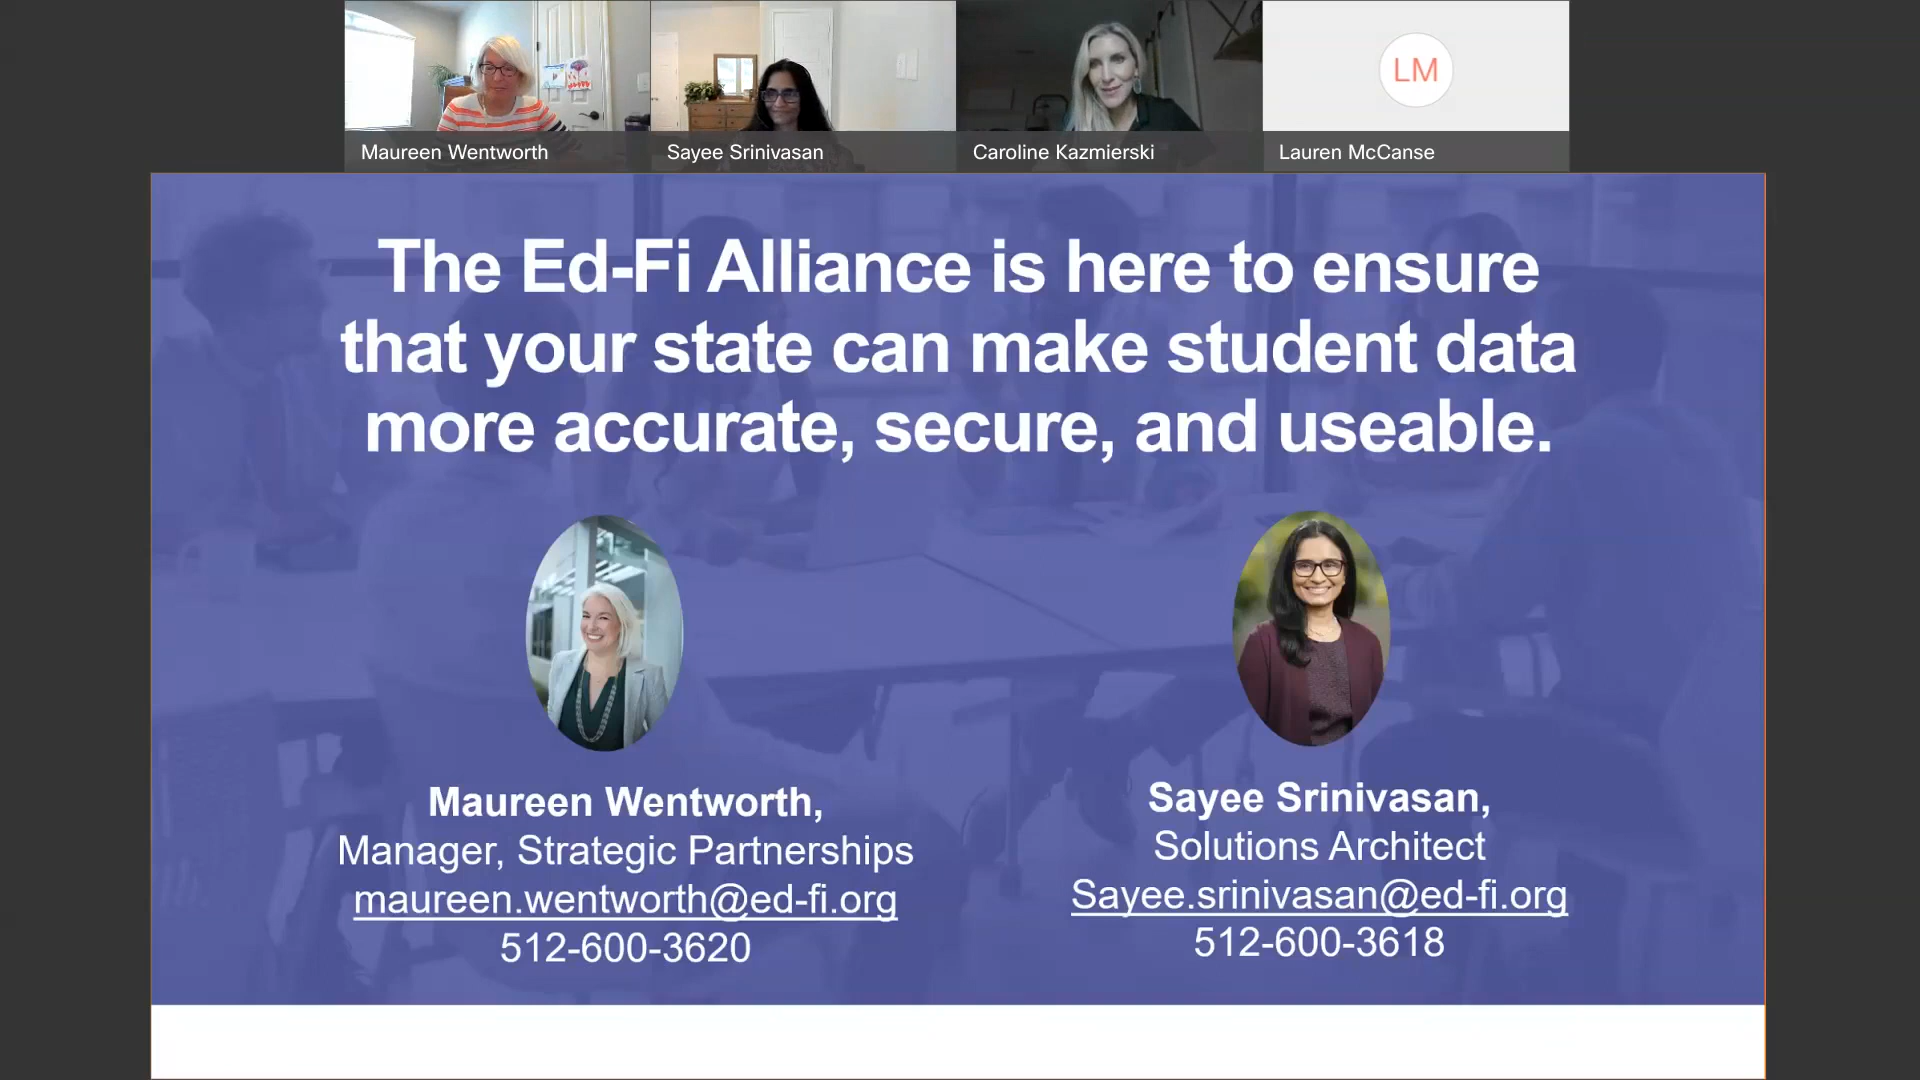 Maureen Wentworth
Sayee Srinivasan
Caroline Kazmierski
LM
Lauren McCanse
The Ed-Fi Alliance is here to ensure
that your state can make student data
more accurate, secure, and useable.
Maureen Wentworth,
Manager, Strategic Partnerships
maureen.wentworth@ed-fi.org
512-600-3620
Sayee Srinivasan,
Solutions Architect
Sayee.srinivasan@ed-fi.org
512-600-3618